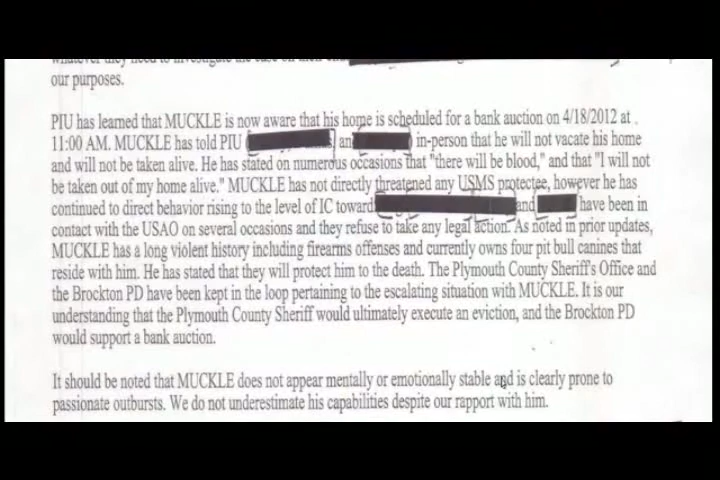 our purposes.
PIU has learned that MUCKLE is now aware that his home is scheduled for a bank auction on 4/18/2012 at
11:00 AM. MUCKLE has told PIU and in-person that he will not vacate his home
and will not be taken alive. He has stated on numerous occasions that "there will be blood," and that "I will not
be taken out of my home alive." MUCKLE has not directly threatened any USMS protectee, however he has
continued to direct behavior rising to the level of IC toward and have been in
contact with the USAO on several occasions and they refuse to take any legal action. As noted in prior updates,
MUCKLE has a long violent history including firearms offenses and currently owns four pit bull canines that
reside with him. He has stated that they will protect him to the death. The Plymouth County Sheriff's Office and
the Brockton PD have been kept in the loop pertaining to the escalating situation with MUCKLE. It is our
understanding that the Plymouth County Sheriff would ultimately execute an eviction, and the Brockton PD
would support a bank auction.
It should be noted that MUCKLE does not appear mentally or emotionally stable and is clearly prone to
passionate outbursts. We do not underestimate his capabilities despite our rapport with him.